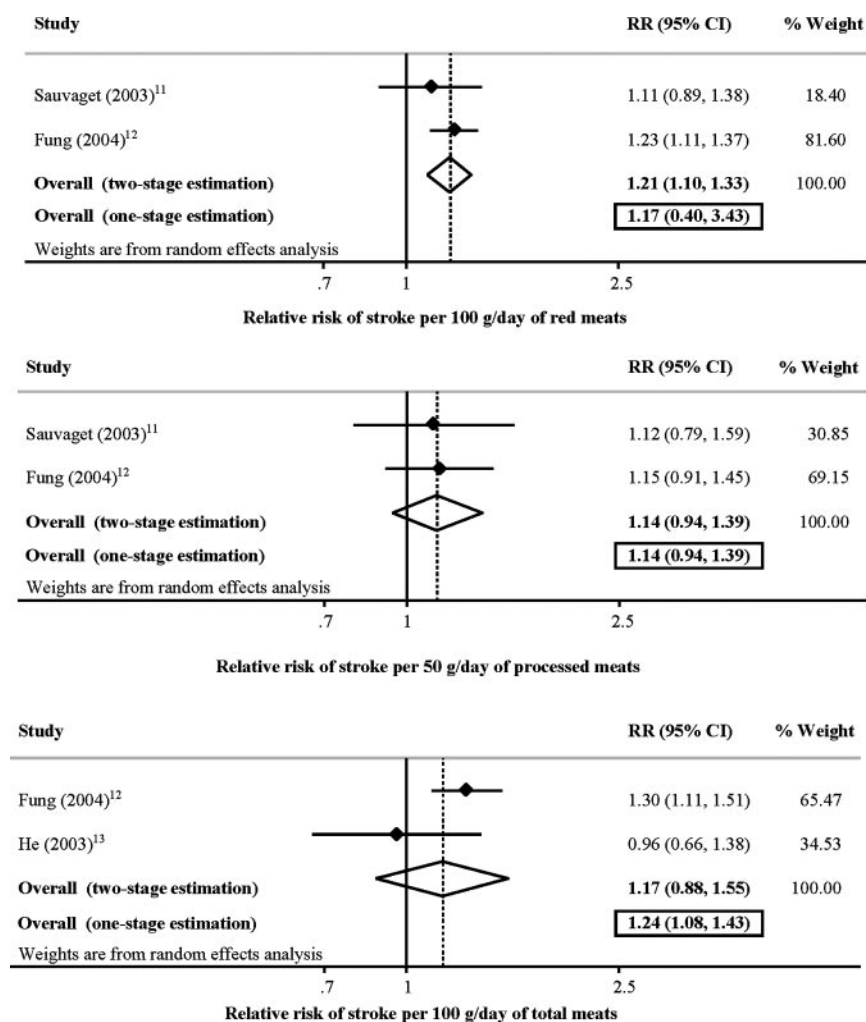 Study RR (95% CI) % Weight
Sauvaget (2003)11 1.11 (0.89, 1.38) 18.40
Fung (2004)12 1.23 (1.11, 1.37) 81.60
Overall (two-stage estimation) 1.21 (1.10, 1.33) 100.00
Overall (one-stage estimation) 1.17 (0.40, 3.43)
Weights are from random effects analysis
.7 1 2.5
Relative risk of stroke per 100 g/day of red meats
Study RR (95% CI) % Weight
Sauvaget (2003)11 1.12 (0.79, 1.59) 30.85
Fung (2004)12 1.15 (0.91, 1.45) 69.15
Overall (two-stage estimation) 1.14 (0.94, 1.39) 100.00
Overall (one-stage estimation) 1.14 (0.94, 1.39)
Weights are from random effects analysis
.7 1 2.5
Relative risk of stroke per 50 g/day of processed meats
Study RR (95% CI) % Weight
Fung (2004)12 1.30 (1.11, 1.51) 65.47
He (2003)13 0.96 (0.66, 1.38) 34.53
Overall (two-stage estimation) 1.17 (0.88, 1.55) 100.00
Overall (one-stage estimation) 1.24 (1.08, 1.43)
Weights are from random effects analysis
.7 1 2.5
Relative risk of stroke per 100 g/day of total meats